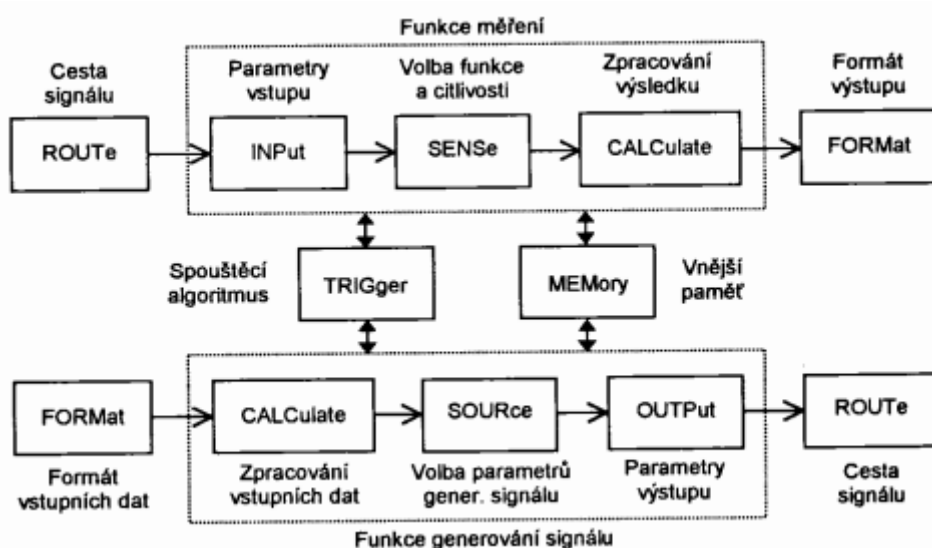 Funkce měření
Cesta
signálu
Parametry
vstupu
Volba funkce
a citlivosti
Zpracování
výsledku
Formát
výstupu
ROUTe
INPut
SENSe
CALCulate
FORMat
Spouštěcí
algoritmus
TRIGger
MEMory
Vnější
paměť
FORMat
CALCulate
SOURce
OUTPut
ROUTe
Formát
vstupních dat
Zpracování
vstupních dat
Volba parametrů
gener. signálu
Parametry
výstupu
Cesta
signálu
Funkce generování signálu